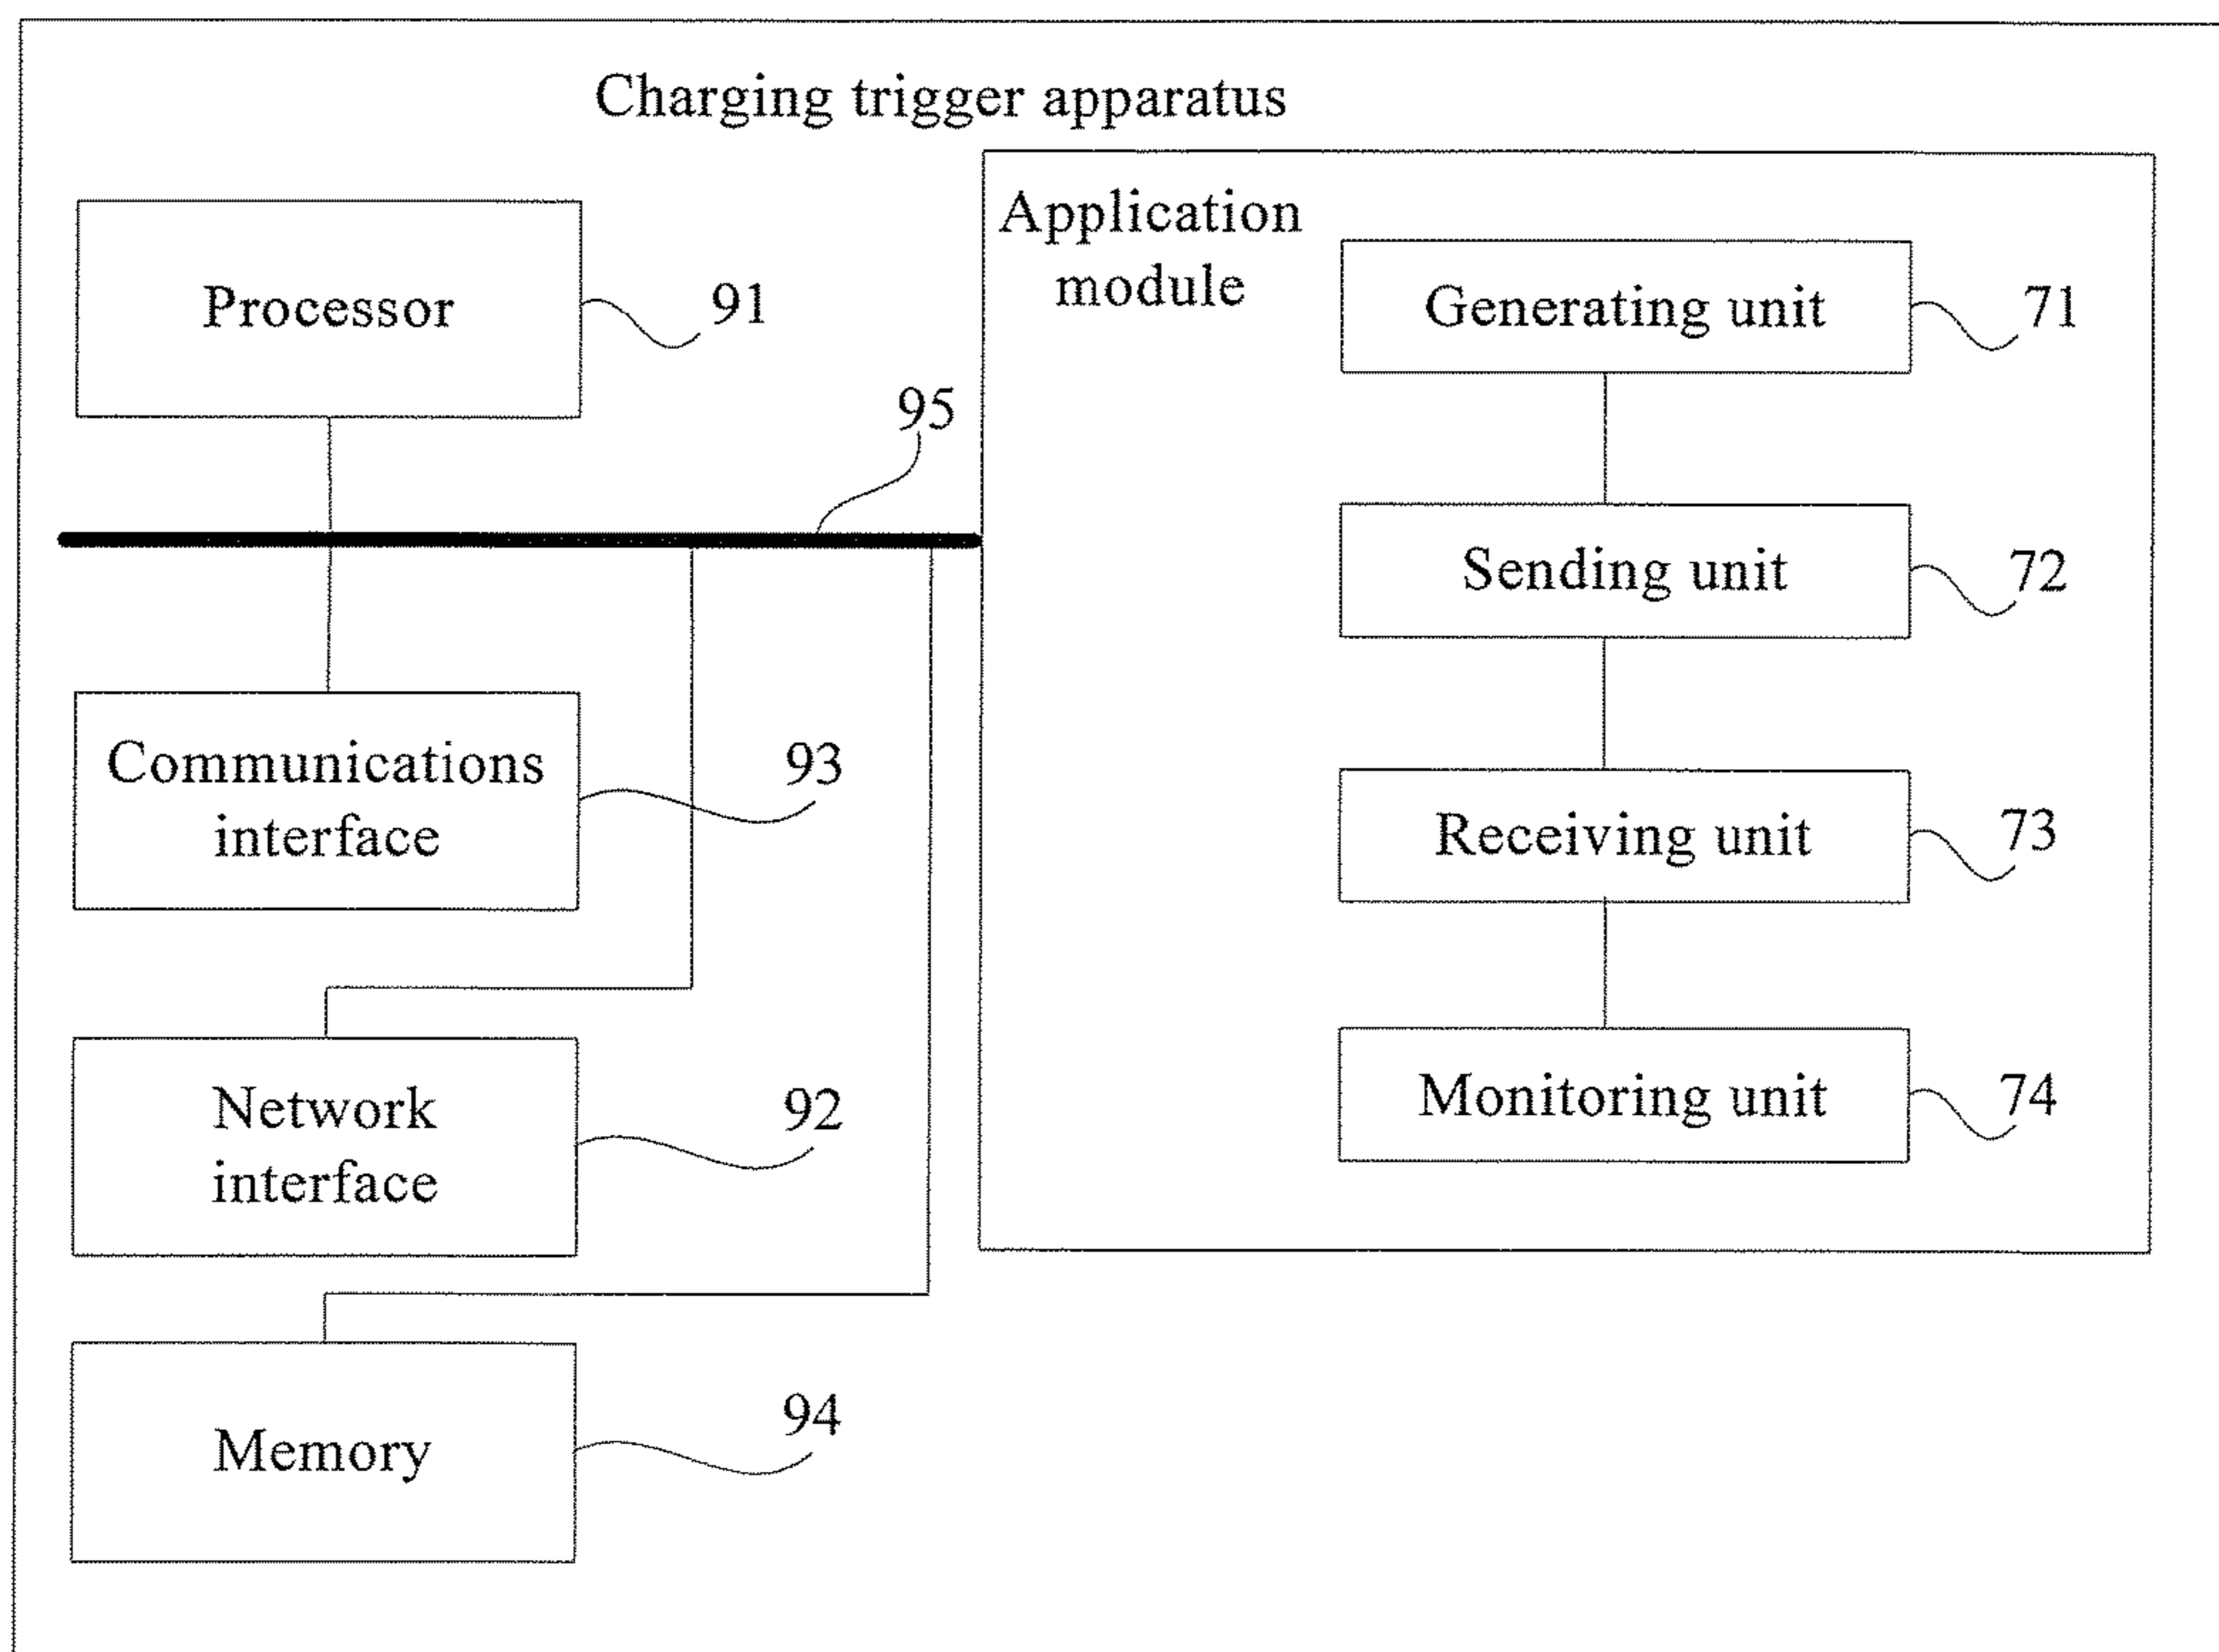 Charging trigger apparatus
Processor
91
95
Communications
interface
93
Network
interface
92
Memory
94
Application
module
Generating unit
71
Sending unit
72
Receiving unit
73
Monitoring unit
74